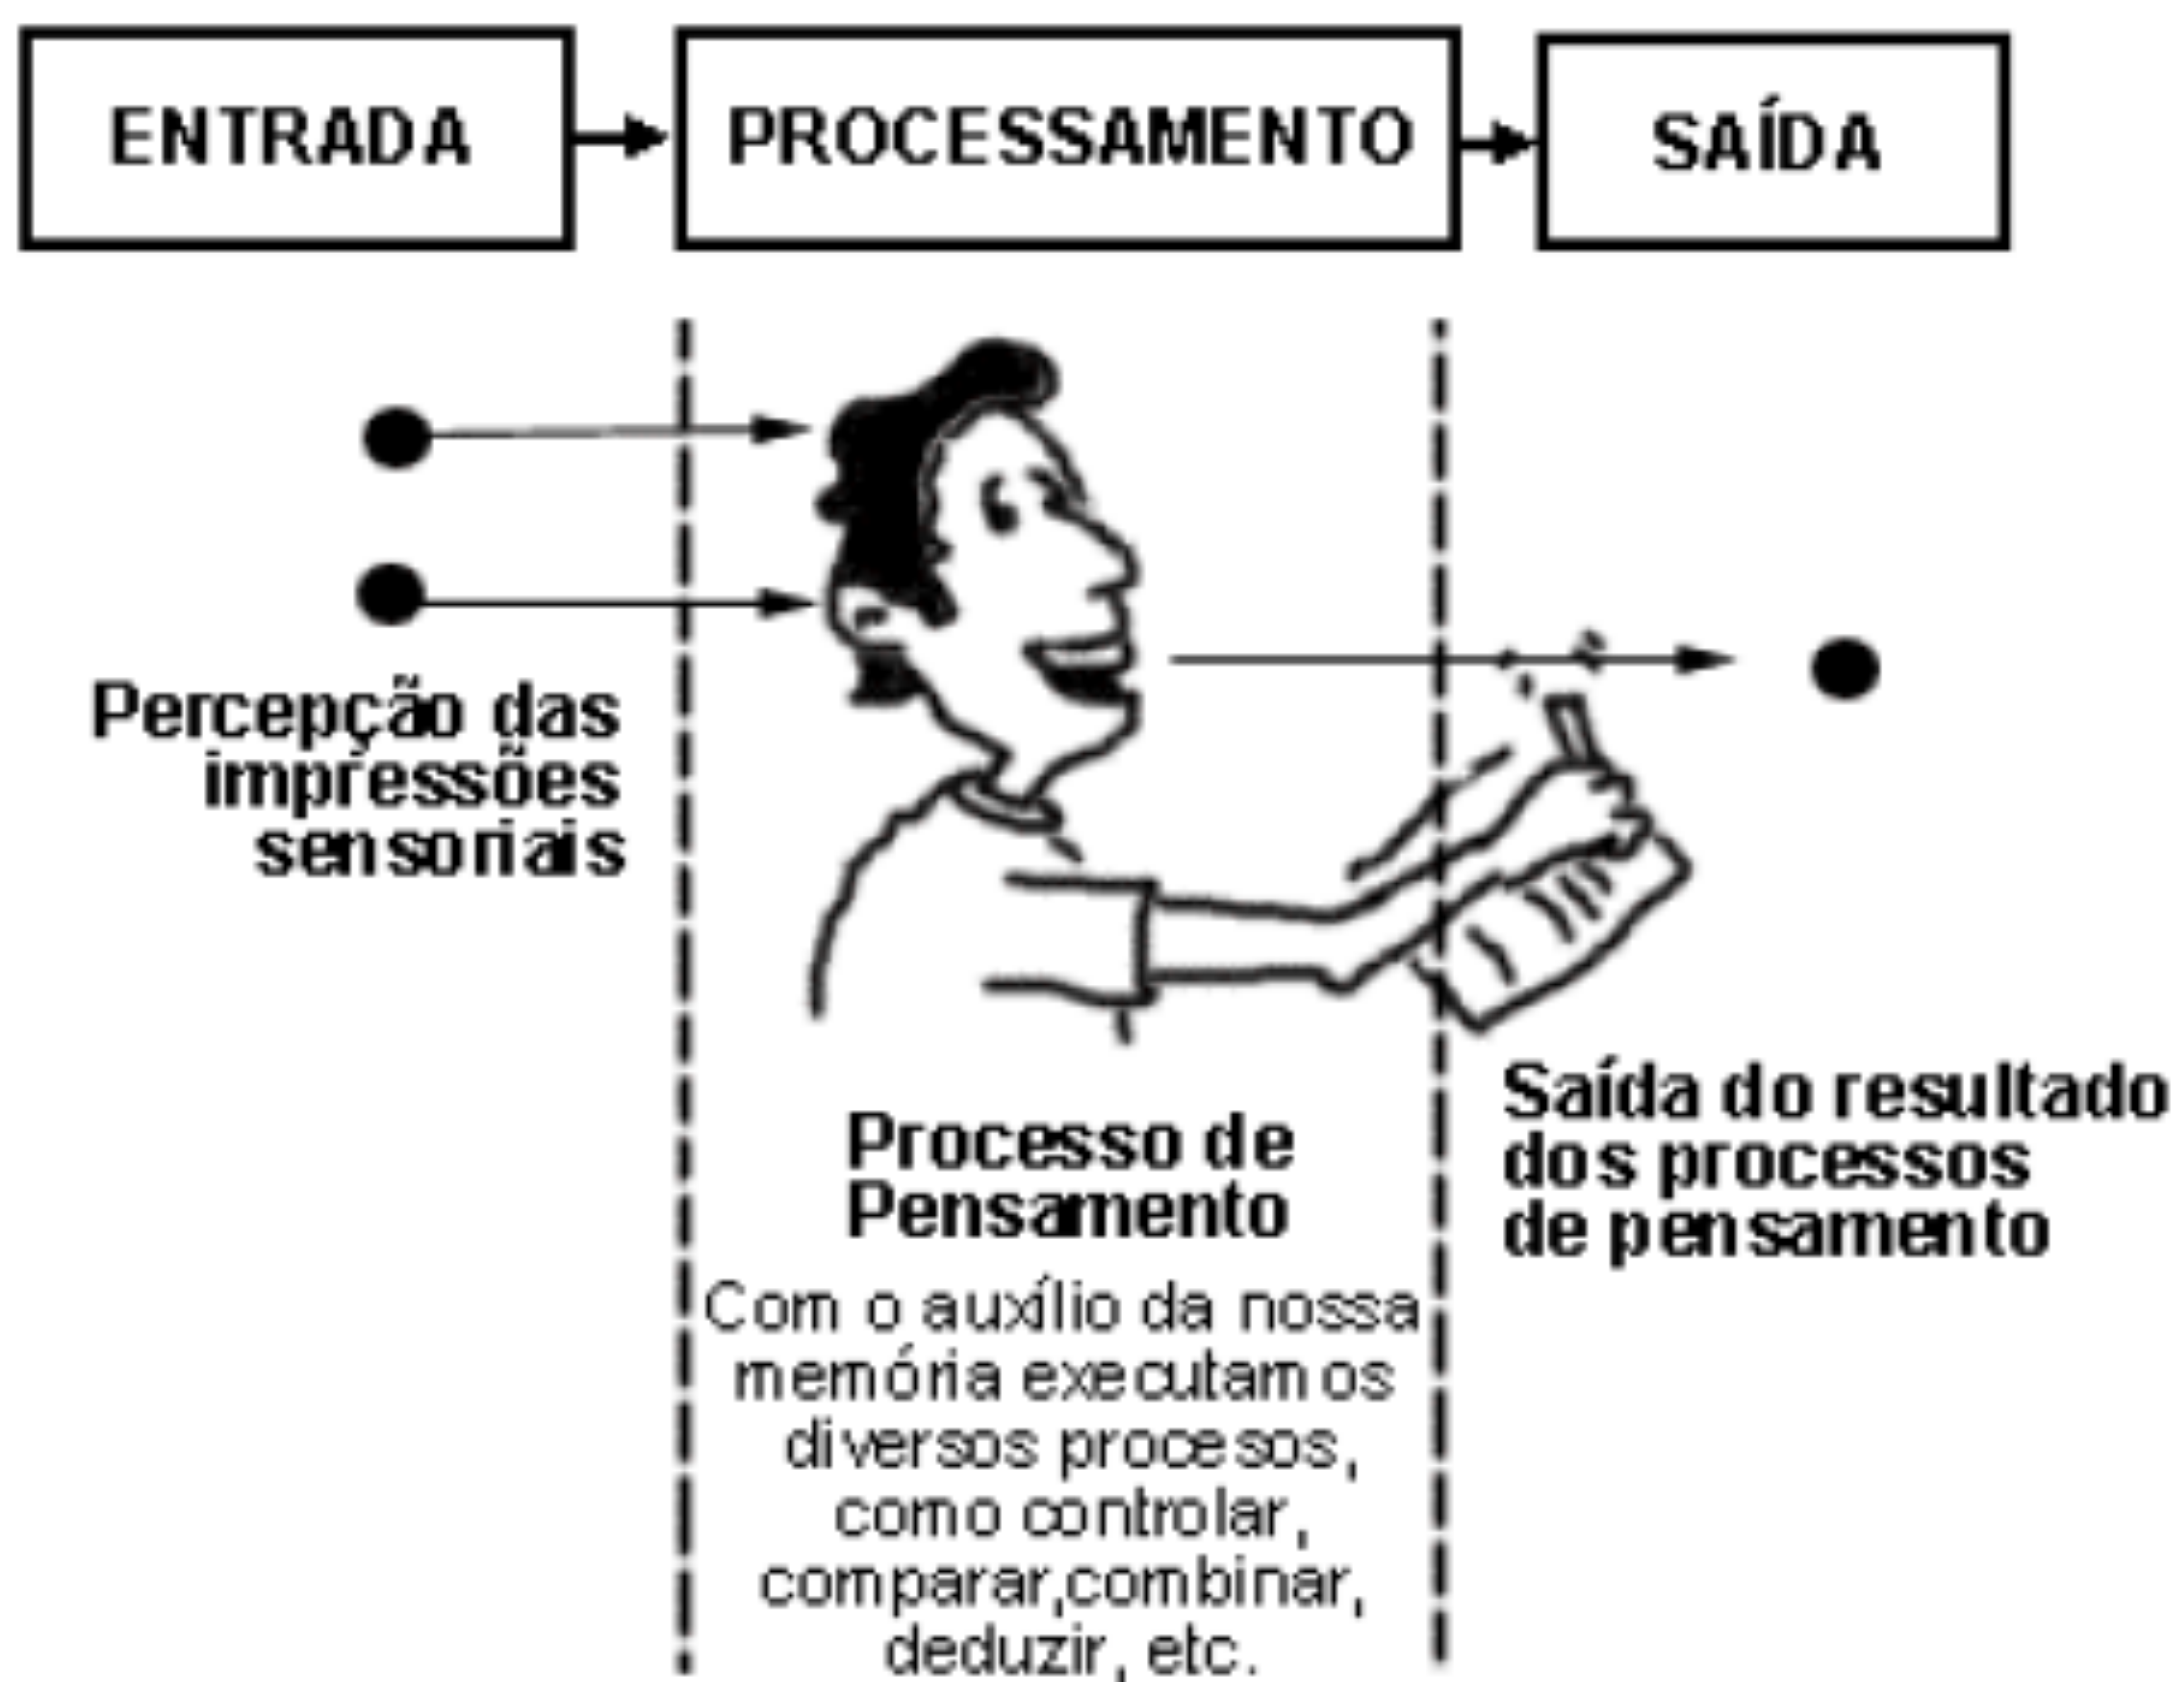 ENTRADA
PROCESSAMENTO
SAÍDA
Percepção das
impressões
sensoriais
Processo de
Pensamento
Com o auxílio da nossa
memória executamos
diversos procesos,
como controlar,
comparar,combinar,
deduzir, etc.
Saída do resultado
dos processos
de pensamento